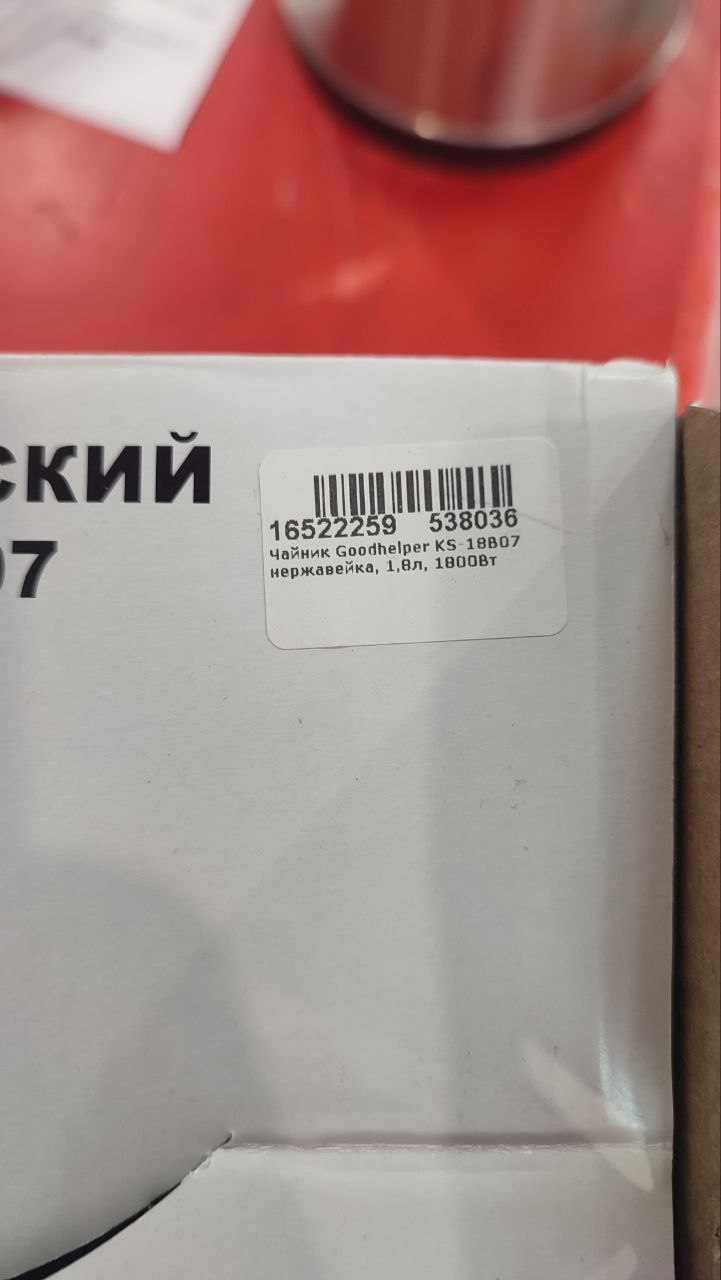 ский
07
16522259 538036
Чайник Goodhelper KS-18B07
нержавейка, 1,8л, 1800Вт